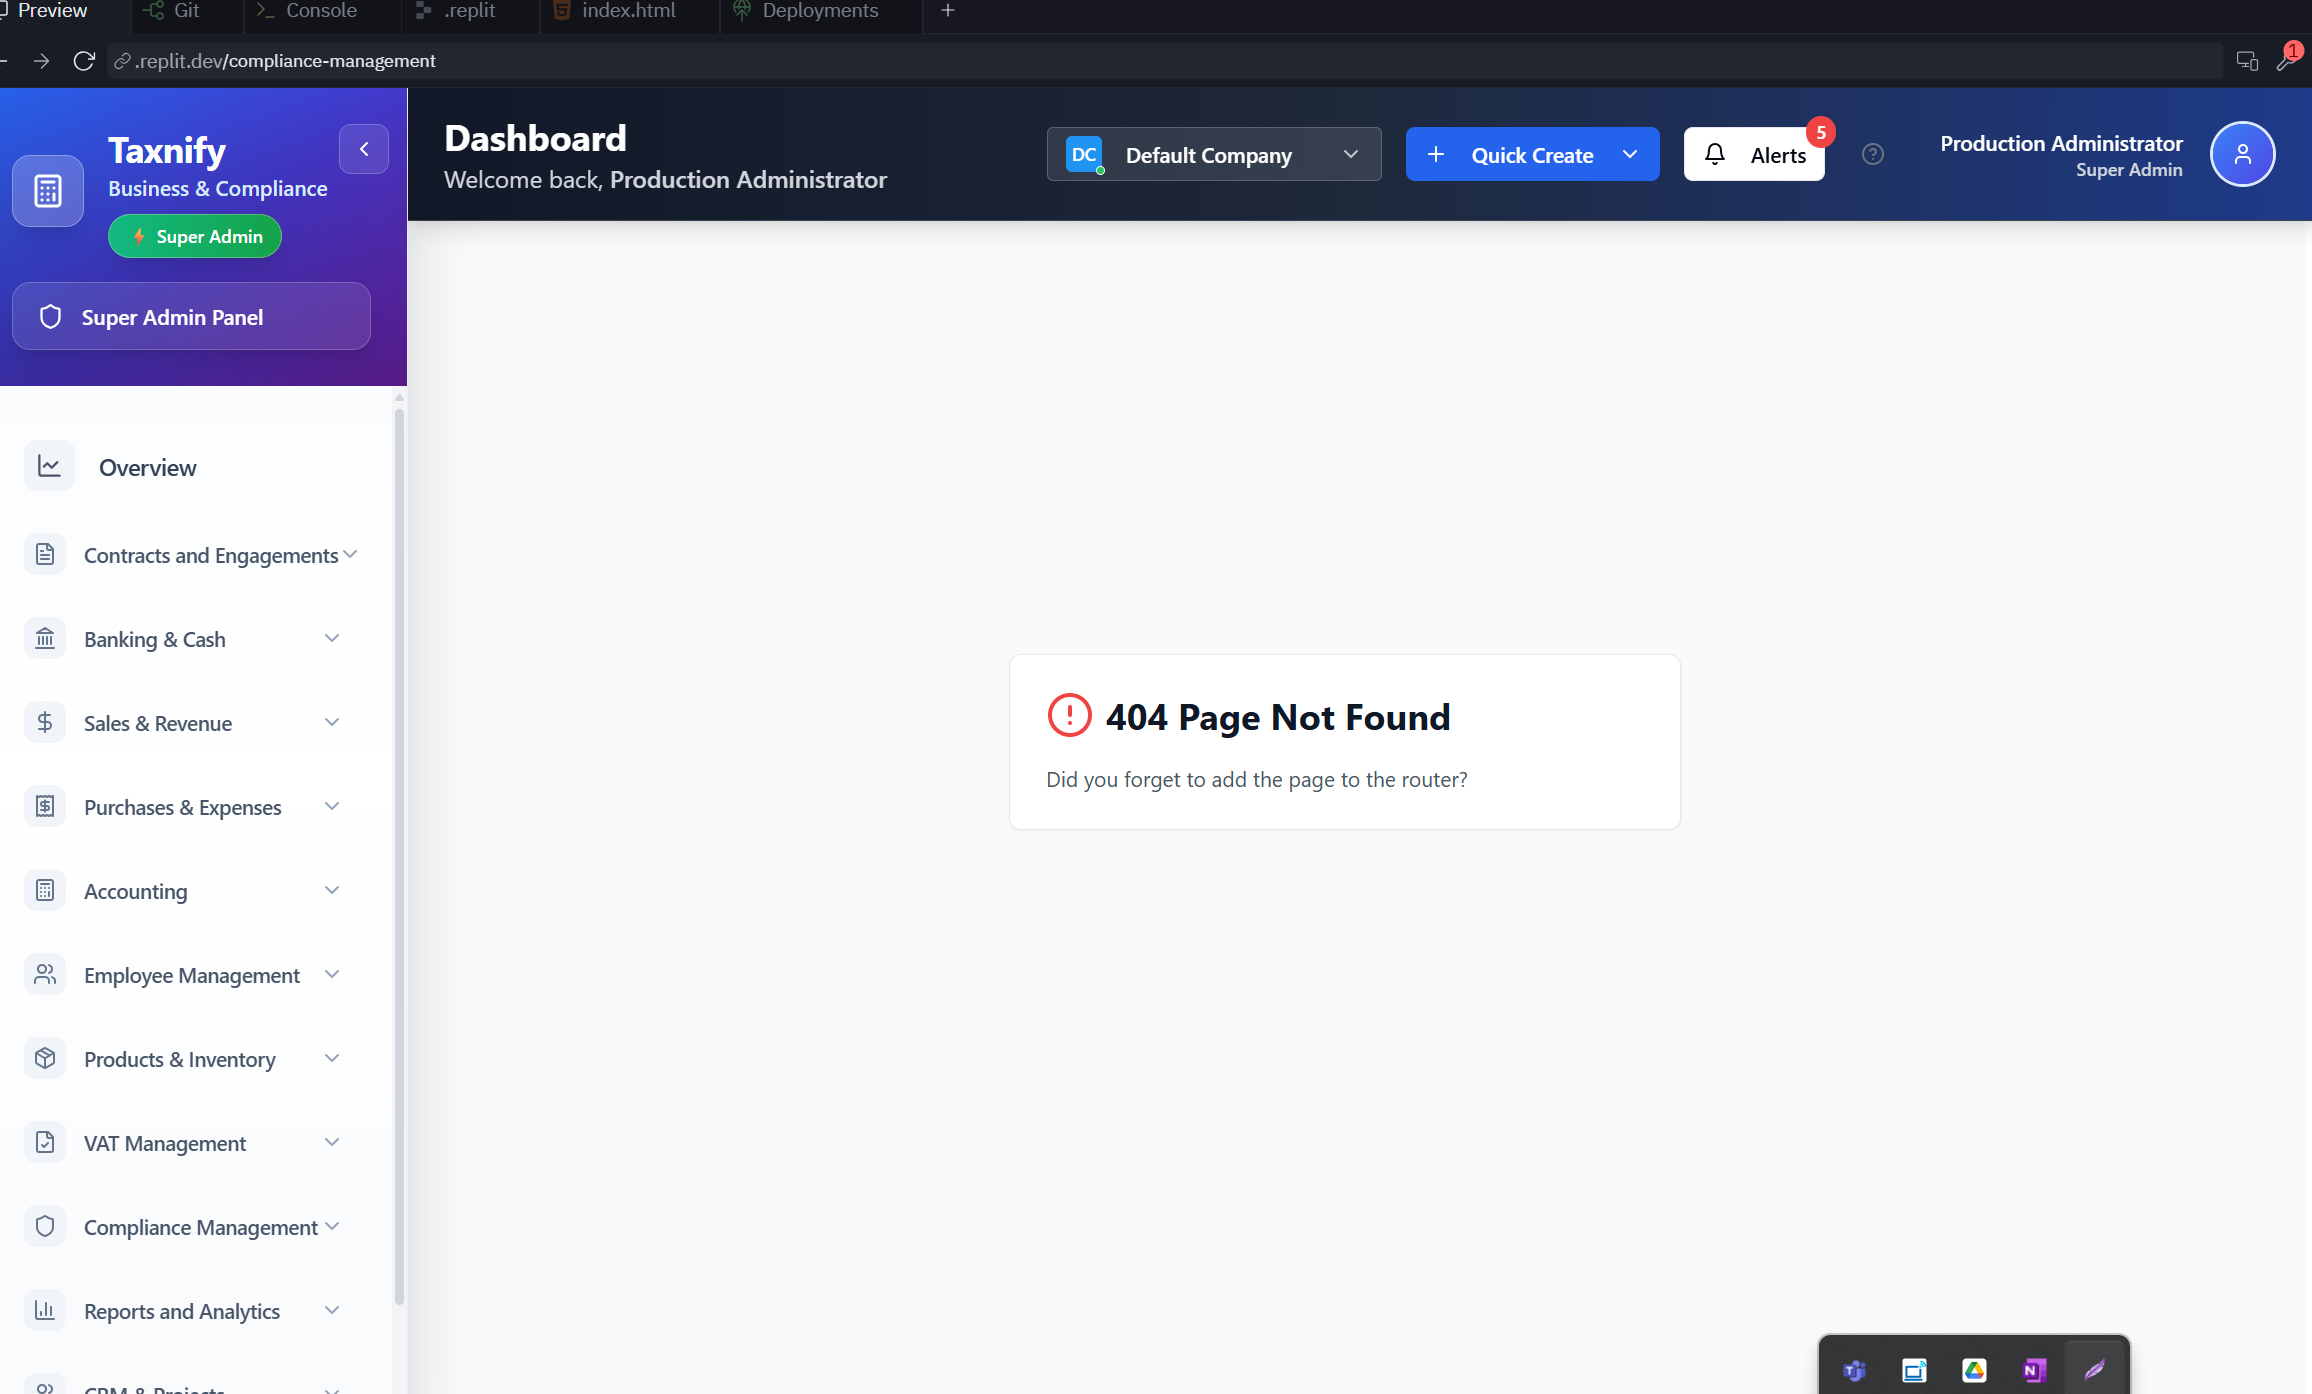 Preview
Git
Console
.replit
index.html
Deployments
.replit.dev/compliance-management
1
Taxnify
Business & Compliance
Super Admin
Super Admin Panel
Dashboard
Welcome back, Production Administrator
DC
Default Company
Quick Create
Alerts
5
Production Administrator
Super Admin
Overview
Contracts and Engagements
Banking & Cash
Sales & Revenue
Purchases & Expenses
Accounting
Employee Management
Products & Inventory
VAT Management
Compliance Management
Reports and Analytics
CRM & Projects
404 Page Not Found
Did you forget to add the page to the router?